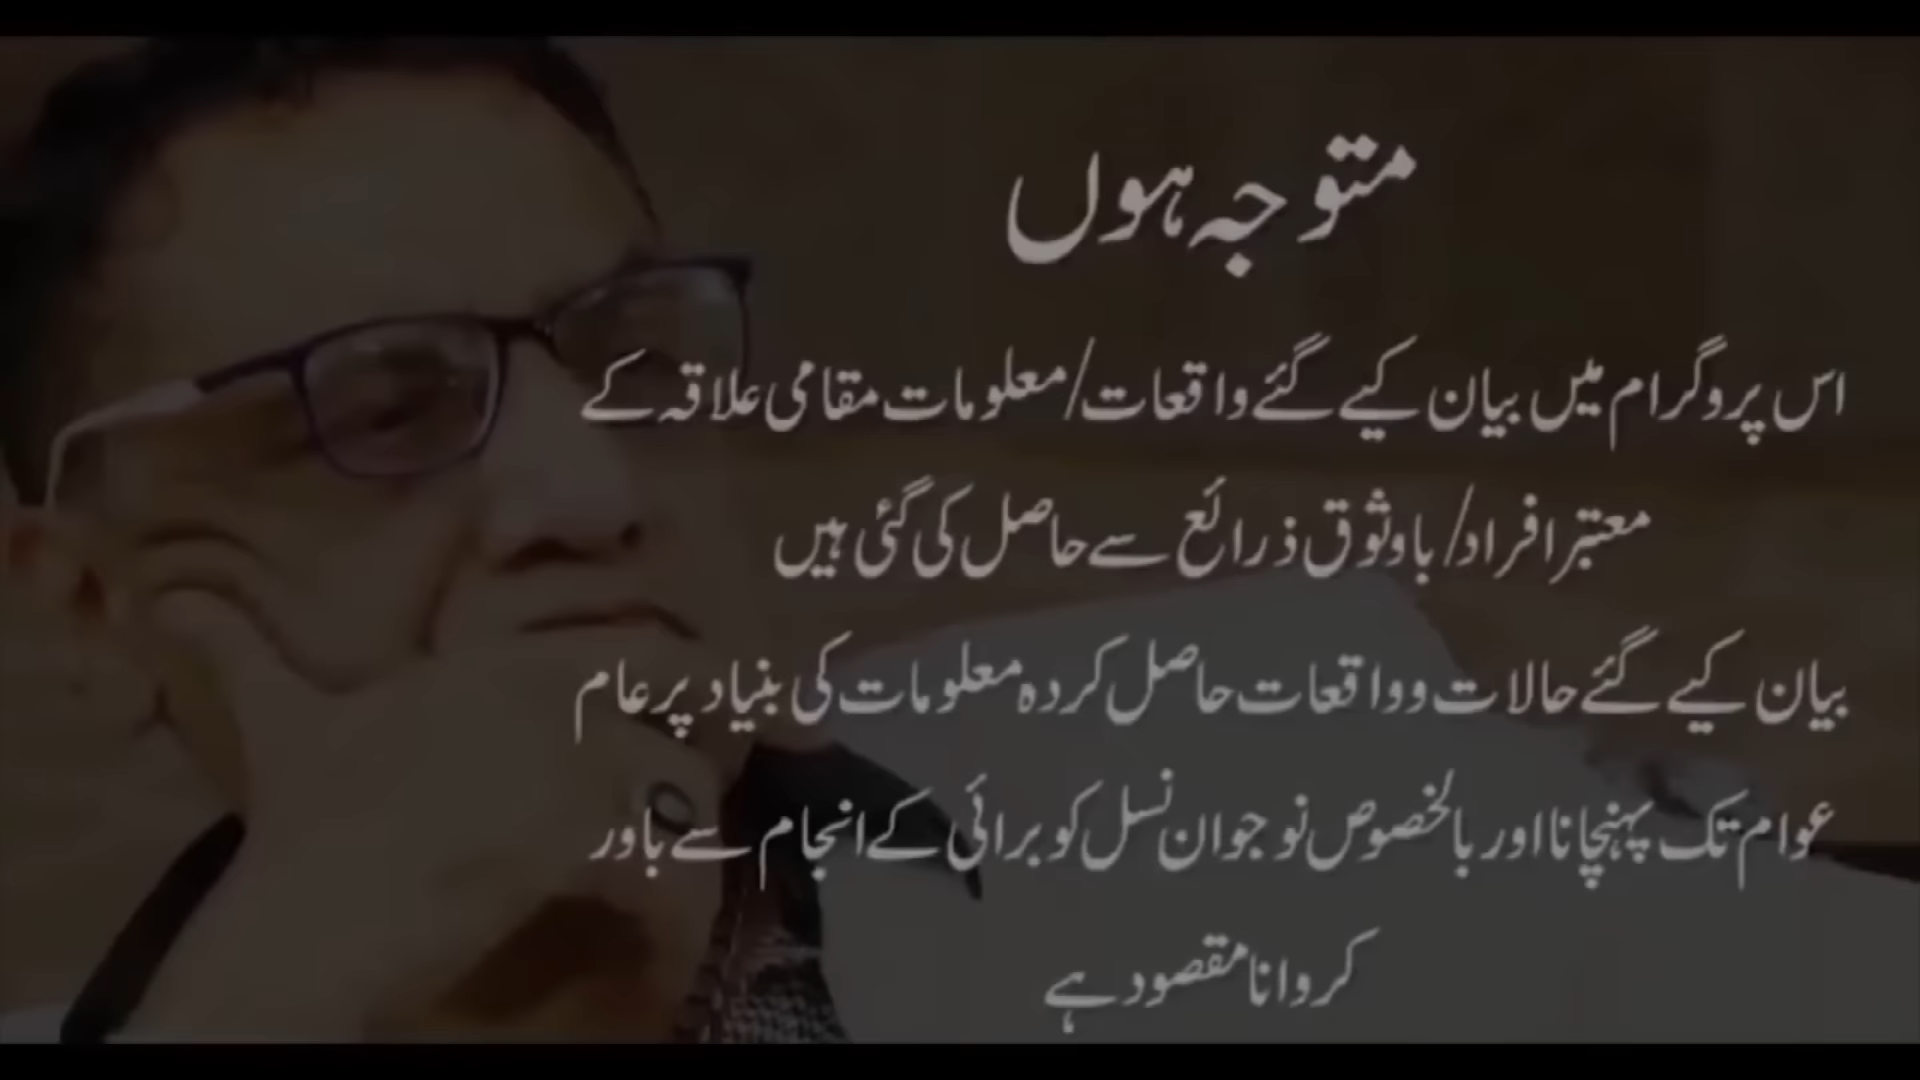 متوجہ ہوں
اس پروگرام میں بیان کیے گئے واقعات/معلومات مقامی علاقہ کے
معتبر افراد/ باوثوق ذرائع سے حاصل کی گئی ہیں
بیان کیے گئے حالات و واقعات حاصل کردہ معلومات کی بنیاد پر عام
عوام تک پہنچانا اور بالخصوص نوجوان نسل کو برائی کے انجام سے باور
کروانا مقصود ہے